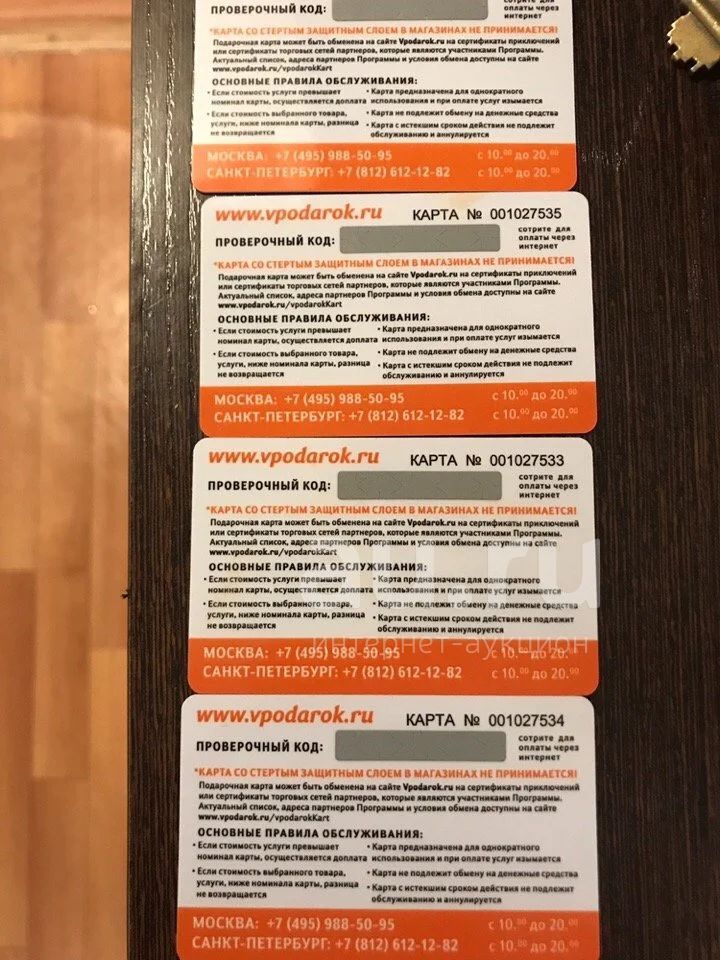 ПРОВЕРОЧНЫЙ КОД:
оплаты через
интернет
*КАРТА СО СТЕРТЫМ ЗАЩИТНЫМ СЛОЕМ В МАГАЗИНАХ НЕ ПРИНИМАЕТСЯ!
Подарочная карта может быть обменена на сайте Vpodarok.ru на сертификаты приключений
или сертификаты торговых сетей партнеров, которые являются участниками Программы.
Актуальный список, адреса партнеров Программы и условия обмена доступны на сайте
www.vpodarok.ru/vpodarokKart
ОСНОВНЫЕ ПРАВИЛА ОБСЛУЖИВАНИЯ:
• Если стоимость услуги превышает
номинал карты, осуществляется доплата
• Если стоимость выбранного товара,
услуги, ниже номинала карты, разница
не возвращается
• Карта предназначена для однократного
использования и при оплате услуг изымается
• Карта не подлежит обмену на денежные средства
• Карта с истекшим сроком действия не подлежит
обслуживанию и аннулируется
МОСКВА: +7 (495) 988-50-95 с 10.00 до 20.00
САНКТ-ПЕТЕРБУРГ: +7 (812) 612-12-82 с 10.00 до 20.00
www.vpodarok.ru КАРТА № 001027535
ПРОВЕРОЧНЫЙ КОД:
сотрите для
оплаты через
интернет
*КАРТА СО СТЕРТЫМ ЗАЩИТНЫМ СЛОЕМ В МАГАЗИНАХ НЕ ПРИНИМАЕТСЯ!
Подарочная карта может быть обменена на сайте Vpodarok.ru на сертификаты приключений
или сертификаты торговых сетей партнеров, которые являются участниками Программы.
Актуальный список, адреса партнеров Программы и условия обмена доступны на сайте
www.vpodarok.ru/vpodarokKart
ОСНОВНЫЕ ПРАВИЛА ОБСЛУЖИВАНИЯ:
• Если стоимость услуги превышает
номинал карты, осуществляется доплата
• Если стоимость выбранного товара,
услуги, ниже номинала карты, разница
не возвращается
• Карта предназначена для однократного
использования и при оплате услуг изымается
• Карта не подлежит обмену на денежные средства
• Карта с истекшим сроком действия не подлежит
обслуживанию и аннулируется
МОСКВА: +7 (495) 988-50-95 с 10.00 до 20.00
САНКТ-ПЕТЕРБУРГ: +7 (812) 612-12-82 с 10.00 до 20.00
www.vpodarok.ru КАРТА № 001027533
ПРОВЕРОЧНЫЙ КОД:
сотрите для
оплаты через
интернет
*КАРТА СО СТЕРТЫМ ЗАЩИТНЫМ СЛОЕМ В МАГАЗИНАХ НЕ ПРИНИМАЕТСЯ!
Подарочная карта может быть обменена на сайте Vpodarok.ru на сертификаты приключений
или сертификаты торговых сетей партнеров, которые являются участниками Программы.
Актуальный список, адреса партнеров Программы и условия обмена доступны на сайте
www.vpodarok.ru/vpodarokKart
ОСНОВНЫЕ ПРАВИЛА ОБСЛУЖИВАНИЯ:
• Если стоимость услуги превышает
номинал карты, осуществляется доплата
• Если стоимость выбранного товара,
услуги, ниже номинала карты, разница
не возвращается
• Карта предназначена для однократного
использования и при оплате услуг изымается
• Карта не подлежит обмену на денежные средства
• Карта с истекшим сроком действия не подлежит
обслуживанию и аннулируется
интернет-аукцион
МОСКВА: +7 (495) 988-50-95 с 10.00 до 20.00
САНКТ-ПЕТЕРБУРГ: +7 (812) 612-12-82 с 10.00 до 20.00
www.vpodarok.ru КАРТА № 001027534
ПРОВЕРОЧНЫЙ КОД:
сотрите для
оплаты через
интернет
*КАРТА СО СТЕРТЫМ ЗАЩИТНЫМ СЛОЕМ В МАГАЗИНАХ НЕ ПРИНИМАЕТСЯ!
Подарочная карта может быть обменена на сайте Vpodarok.ru на сертификаты приключений
или сертификаты торговых сетей партнеров, которые являются участниками Программы.
Актуальный список, адреса партнеров Программы и условия обмена доступны на сайте
www.vpodarok.ru/vpodarokKart
ОСНОВНЫЕ ПРАВИЛА ОБСЛУЖИВАНИЯ:
• Если стоимость услуги превышает
номинал карты, осуществляется доплата
• Если стоимость выбранного товара,
услуги, ниже номинала карты, разница
не возвращается
• Карта предназначена для однократного
использования и при оплате услуг изымается
• Карта не подлежит обмену на денежные средства
• Карта с истекшим сроком действия не подлежит
обслуживанию и аннулируется
МОСКВА: +7 (495) 988-50-95 с 10.00 до 20.00
САНКТ-ПЕТЕРБУРГ: +7 (812) 612-12-82 с 10.00 до 20.00